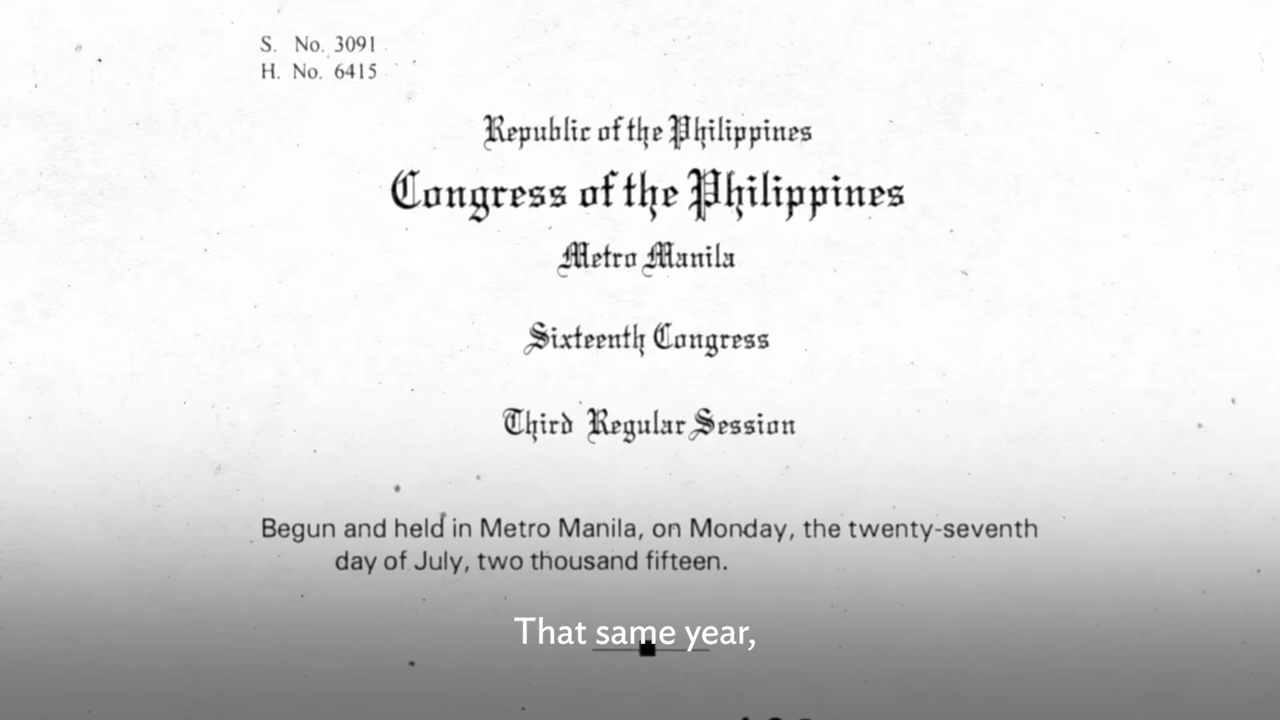 S. No. 3091
H. No. 6415
Republic of the Philippines
Congress of the Philippines
Metro Manila
Sixteenth Congress
Third Regular Session
Begun and held in Metro Manila, on Monday, the twenty-seventh
day of July, two thousand fifteen.
That same year,